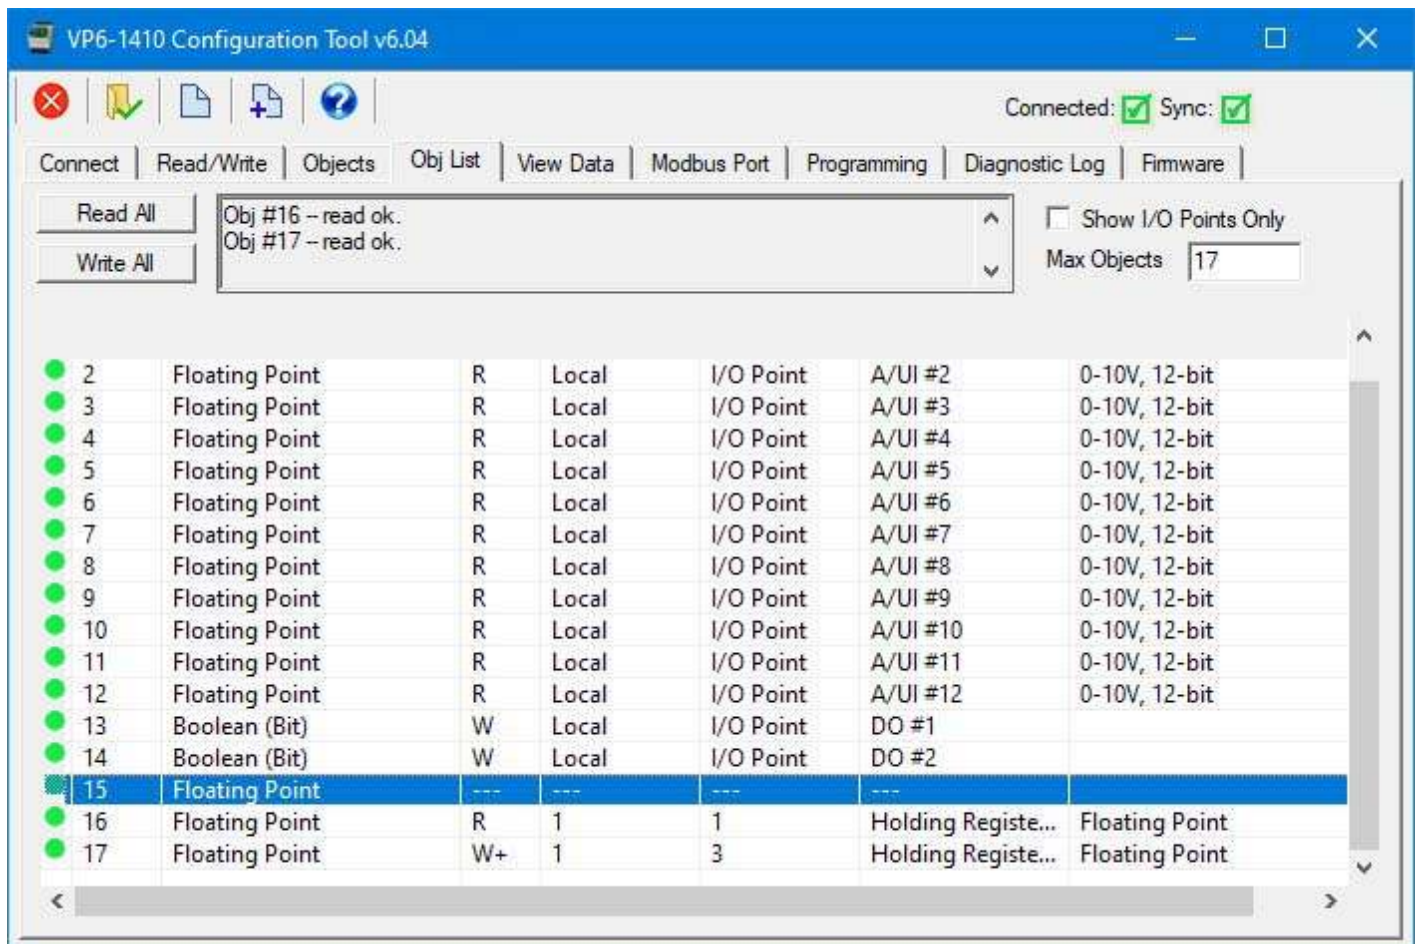 VP6-1410 Configuration Tool v6.04
Connected: Sync:
Connect Read/Write Objects Obj List View Data Modbus Port Programming Diagnostic Log Firmware
Read All
Obj #16 -- read ok.
Show I/O Points Only
Obj #17 -- read ok.
Write All
Max Objects 17
2 Floating Point R Local I/O Point A/UI #2 0-10V, 12-bit
3 Floating Point R Local I/O Point A/UI #3 0-10V, 12-bit
4 Floating Point R Local I/O Point A/UI #4 0-10V, 12-bit
5 Floating Point R Local I/O Point A/UI #5 0-10V, 12-bit
6 Floating Point R Local I/O Point A/UI #6 0-10V, 12-bit
7 Floating Point R Local I/O Point A/UI #7 0-10V, 12-bit
8 Floating Point R Local I/O Point A/UI #8 0-10V, 12-bit
9 Floating Point R Local I/O Point A/UI #9 0-10V, 12-bit
10 Floating Point R Local I/O Point A/UI #10 0-10V, 12-bit
11 Floating Point R Local I/O Point A/UI #11 0-10V, 12-bit
12 Floating Point R Local I/O Point A/UI #12 0-10V, 12-bit
13 Boolean (Bit) W Local I/O Point DO #1
14 Boolean (Bit) W Local I/O Point DO #2
15 Floating Point --- --- --- ---
16 Floating Point R 1 1 Holding Registe... Floating Point
17 Floating Point W+ 1 3 Holding Registe... Floating Point